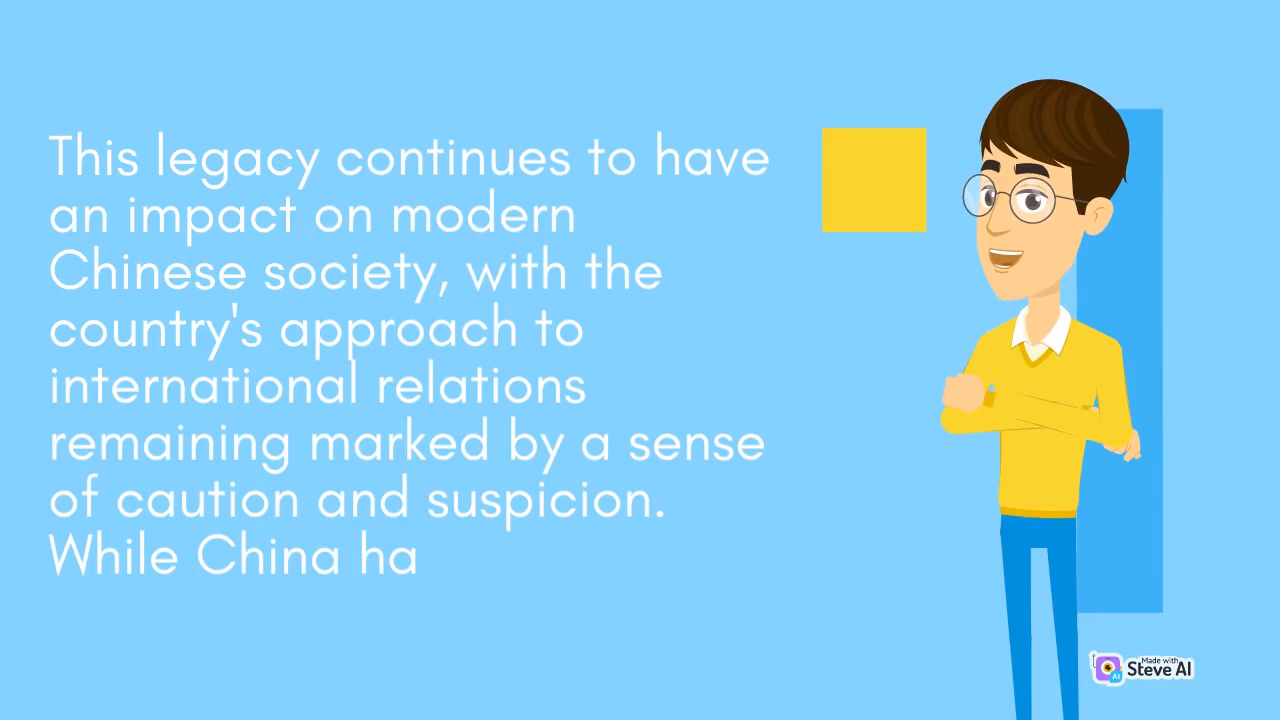 This legacy continues to have
an impact on modern
Chinese society, with the
country's approach to
international relations
remaining marked by a sense
of caution and suspicion.
While China ha
Made with
Steve AI
AI